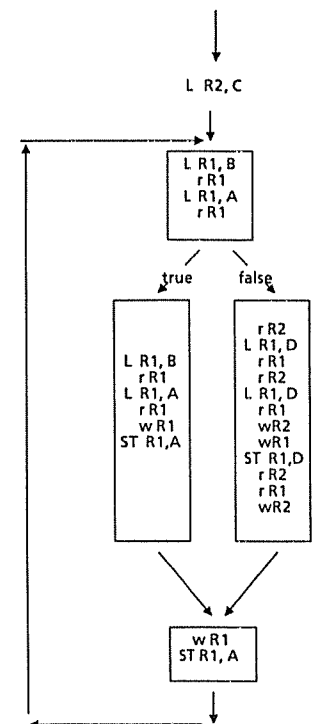 L R2, C
L R1, B
r R1
L R1, A
r R1
true
false
L R1, B
r R1
L R1, A
r R1
w R1
ST R1, A
r R2
L R1, D
r R1
r R2
L R1, D
r R1
wR2
wR1
ST R1, D
r R2
r R1
wR2
w R1
ST R1, A